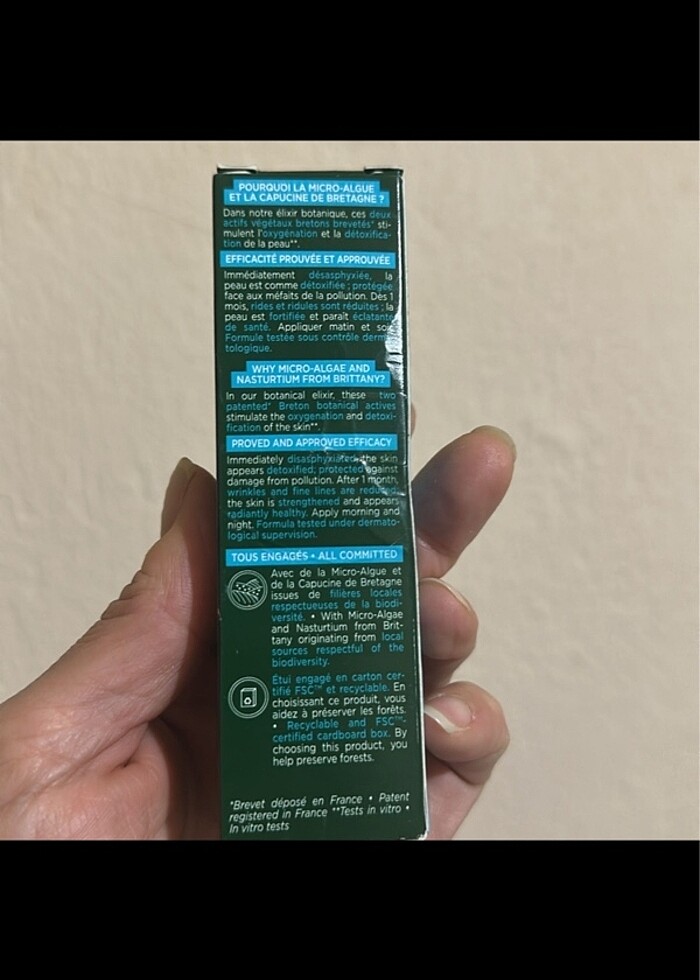 POURQUOI LA MICRO-ALGUE
ET LA CAPUCINE DE BRETAGNE ?
Dans notre élixir botanique, ces deux
actifs végétaux bretons brevetés* sti-
mulent l'oxygénation et la détoxifica-
tion de la peau**.
EFFICACITÉ PROUVÉE ET APPROUVÉE
Immédiatement désasphyxiée, la
peau est comme détoxifiée ; protégée
face aux méfaits de la pollution. Dès 1
mois, rides et ridules sont réduites ; la
peau est fortifiée et paraît éclatante
de santé. Appliquer matin et soir.
Formule testée sous contrôle derma-
tologique.
WHY MICRO-ALGAE AND
NASTURTIUM FROM BRITTANY?
In our botanical elixir, these two
patented* Breton botanical actives
stimulate the oxygenation and detoxi-
fication of the skin**.
PROVED AND APPROVED EFFICACY
Immediately disasphyxiated, the skin
appears detoxified; protected against
damage from pollution. After 1 month,
wrinkles and fine lines are reduced;
the skin is strengthened and appears
radiantly healthy. Apply morning and
night. Formula tested under dermato-
logical supervision.
TOUS ENGAGÉS • ALL COMMITTED
Avec de la Micro-Algue et
de la Capucine de Bretagne
issues de filières locales
respectueuses de la biodi-
versité. • With Micro-Algae
and Nasturtium from Brit-
tany originating from local
sources respectful of the
biodiversity.
Étui engagé en carton cer-
tifié FSC™ et recyclable. En
choisissant ce produit, vous
aidez à préserver les forêts.
• Recyclable and FSC™-
certified cardboard box. By
choosing this product, you
help preserve forests.
*Brevet déposé en France • Patent
registered in France **Tests in vitro •
In vitro tests